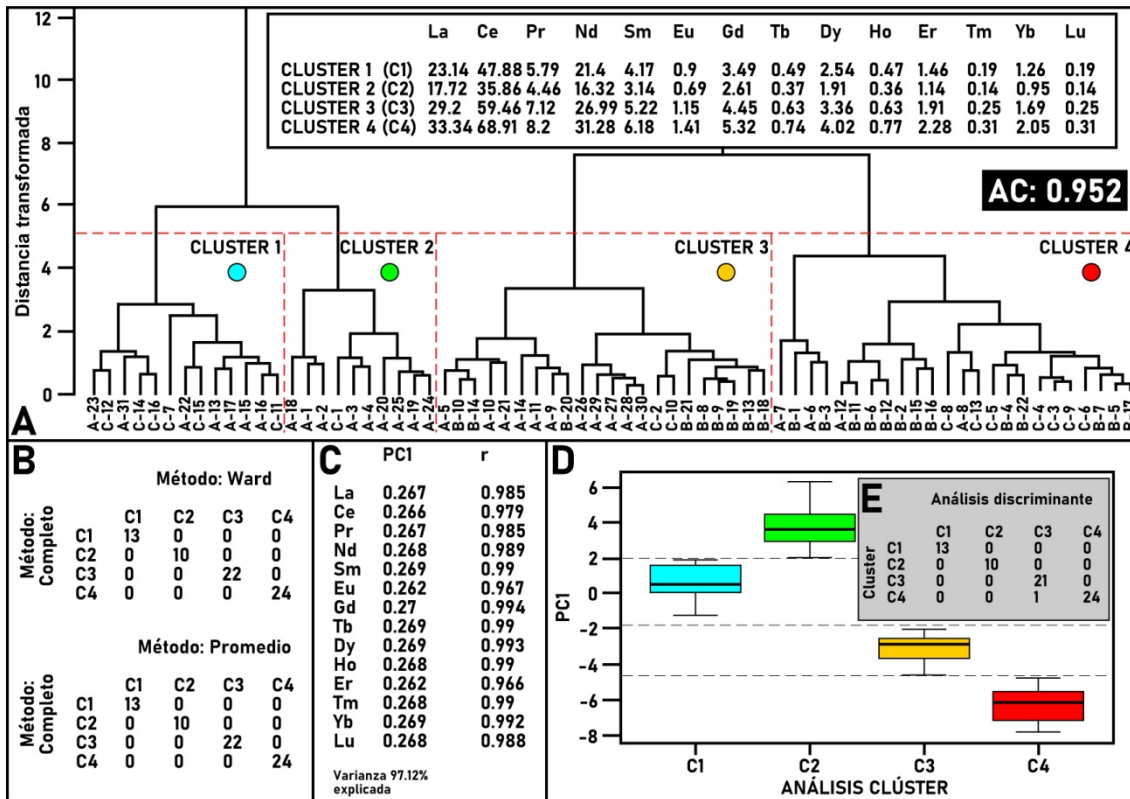 12
10
8
6
4
2
0
Distancia transformada
La Ce Pr Nd Sm Eu Gd Tb Dy Ho Er Tm Yb Lu
CLUSTER 1 (C1) 23.14 47.88 5.79 21.4 4.17 0.9 3.49 0.49 2.54 0.47 1.46 0.19 1.26 0.19
CLUSTER 2 (C2) 17.72 35.86 4.46 16.32 3.14 0.69 2.61 0.37 1.91 0.36 1.14 0.14 0.95 0.14
CLUSTER 3 (C3) 29.2 59.46 7.12 26.99 5.22 1.15 4.45 0.63 3.36 0.63 1.91 0.25 1.69 0.25
CLUSTER 4 (C4) 33.34 68.91 8.2 31.28 6.18 1.41 5.32 0.74 4.02 0.77 2.28 0.31 2.05 0.31
AC: 0.952
CLUSTER 1 CLUSTER 2 CLUSTER 3 CLUSTER 4
A-23 C-12 A-31 C-14 C-16 C-7 A-22 C-15 A-13 A-17 A-15 A-16 C-11 A-1 A-2 C-1 A-3 A-4 A-20 A-25 A-19 A-24 B-10 B-14 A-10 A-21 A-14 A-11 A-9 B-20 A-26 A-29 A-27 A-28 A-30 C-2 C-10 B-21 B-8 B-9 B-19 B-13 B-18 A-7 B-1 A-6 B-3 A-12 B-11 B-6 B-12 B-2 B-15 B-16 C-8 A-8 C-13 C-5 B-4 B-22 C-4 C-3 C-9 C-6 B-7 B-5 B-17
A
B
Método: Ward
Método: Completo
C1 C2 C3 C4
C1 13 0 0 0
C2 0 10 0 0
C3 0 0 22 0
C4 0 0 0 24
Método: Promedio
Método: Completo
C1 C2 C3 C4
C1 13 0 0 0
C2 0 10 0 0
C3 0 0 22 0
C4 0 0 0 24
C
PC1 r
La 0.267 0.985
Ce 0.266 0.979
Pr 0.267 0.985
Nd 0.268 0.989
Sm 0.269 0.99
Eu 0.262 0.967
Gd 0.27 0.994
Tb 0.269 0.99
Dy 0.269 0.993
Ho 0.268 0.99
Er 0.262 0.966
Tm 0.268 0.99
Yb 0.269 0.992
Lu 0.268 0.988
Varianza 97.12%
explicada
D
6
4
2
0
-2
-4
-6
-8
PC1
C1 C2 C3 C4
ANÁLISIS CLÚSTER
E
Análisis discriminante
Cluster
C1 C2 C3 C4
C1 13 0 0 0
C2 0 10 0 0
C3 0 0 21 0
C4 0 0 1 24